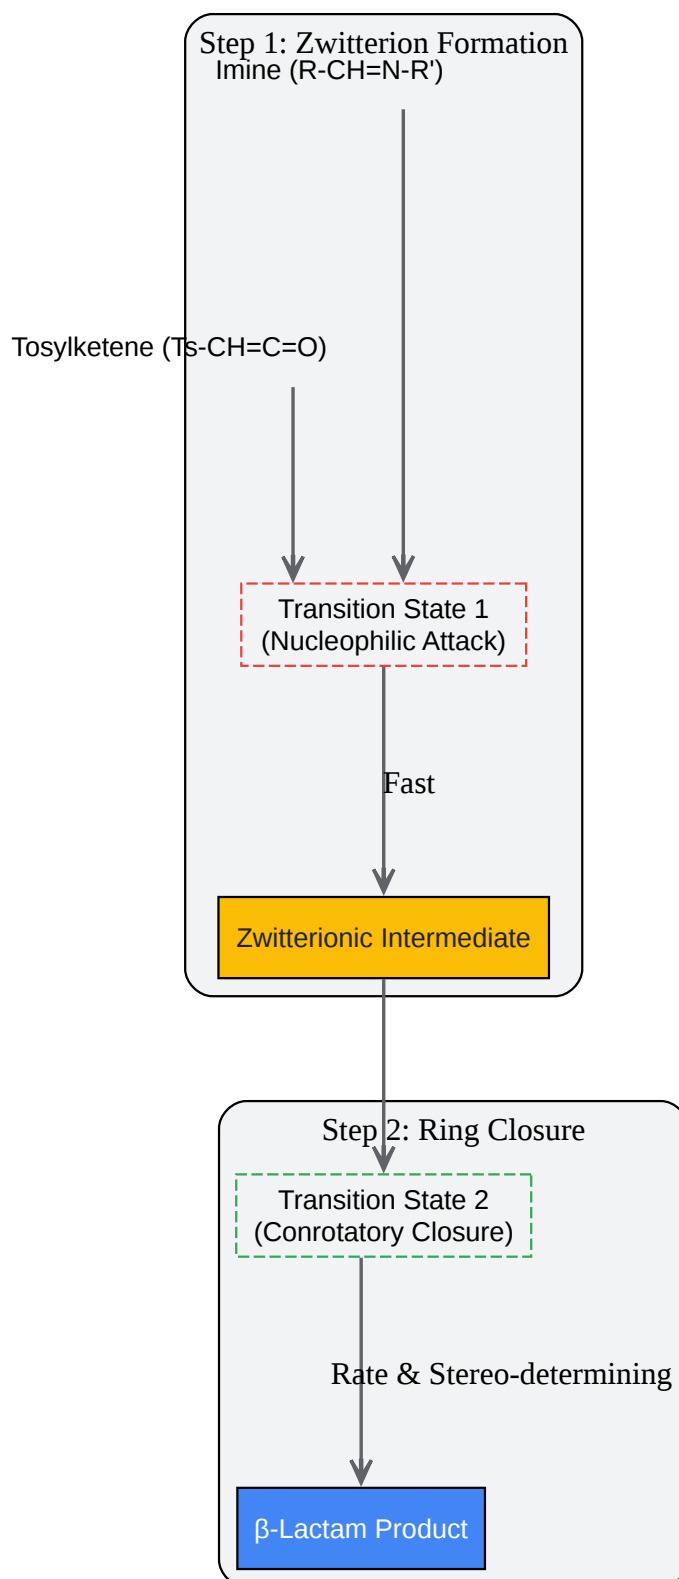 Step 1: Zwitterion Formation
Imine (R-CH=N-R')
Tosylketene (Ts-CH=C=O)
Transition State 1
(Nucleophilic Attack)
Fast
Zwitterionic Intermediate
Step 2: Ring Closure
Transition State 2
(Conrotatory Closure)
Rate & Stereo-determining
β-Lactam Product